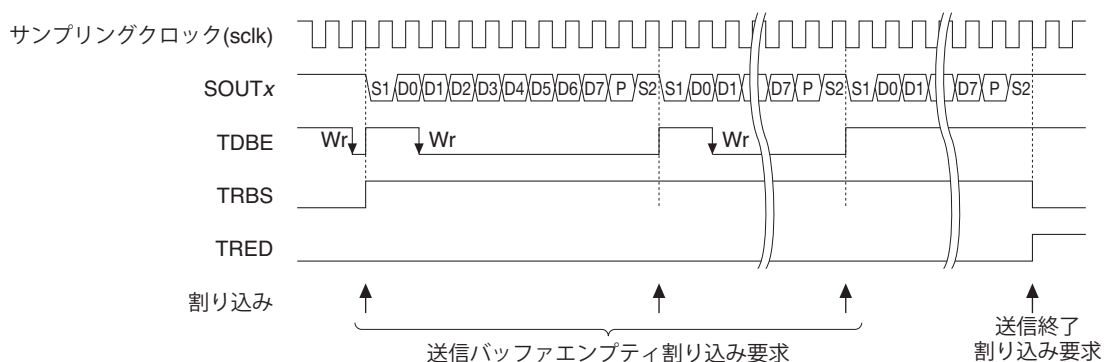 サンプリングクロック(sclk)
SOUTx S1 D0 D1 D2 D3 D4 D5 D6 D7 P S2 S1 D0 D1 D7 P S2 S1 D0 D1 D7 P S2
TDBE Wr Wr Wr
TRBS
TRED
割り込み
送信バッファエンプティ割り込み要求
送信終了
割り込み要求